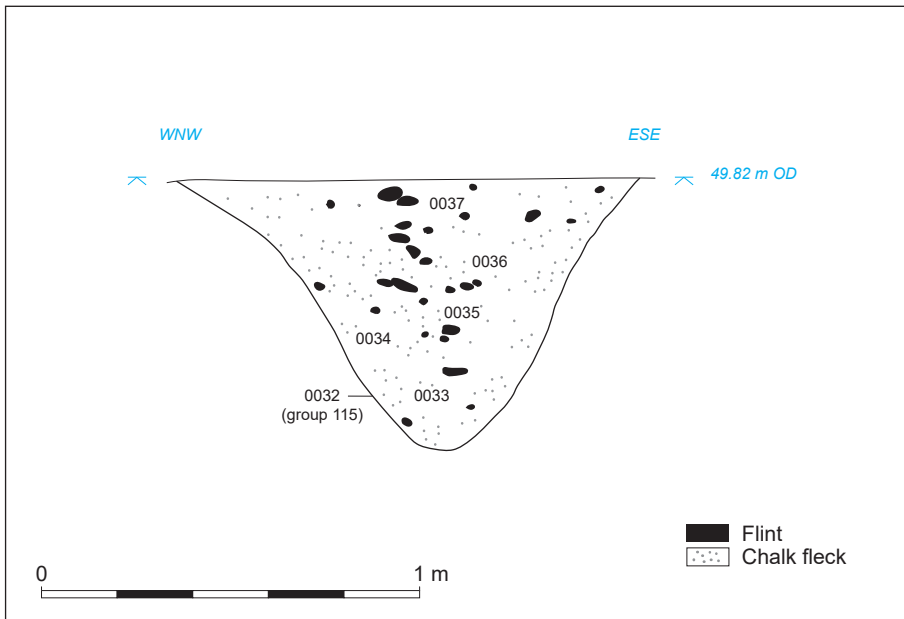 WNW ESE
49.82 m OD
0037
0036
0035
0034
0032 0033
(group 115)
Flint
Chalk fleck
0 1 m